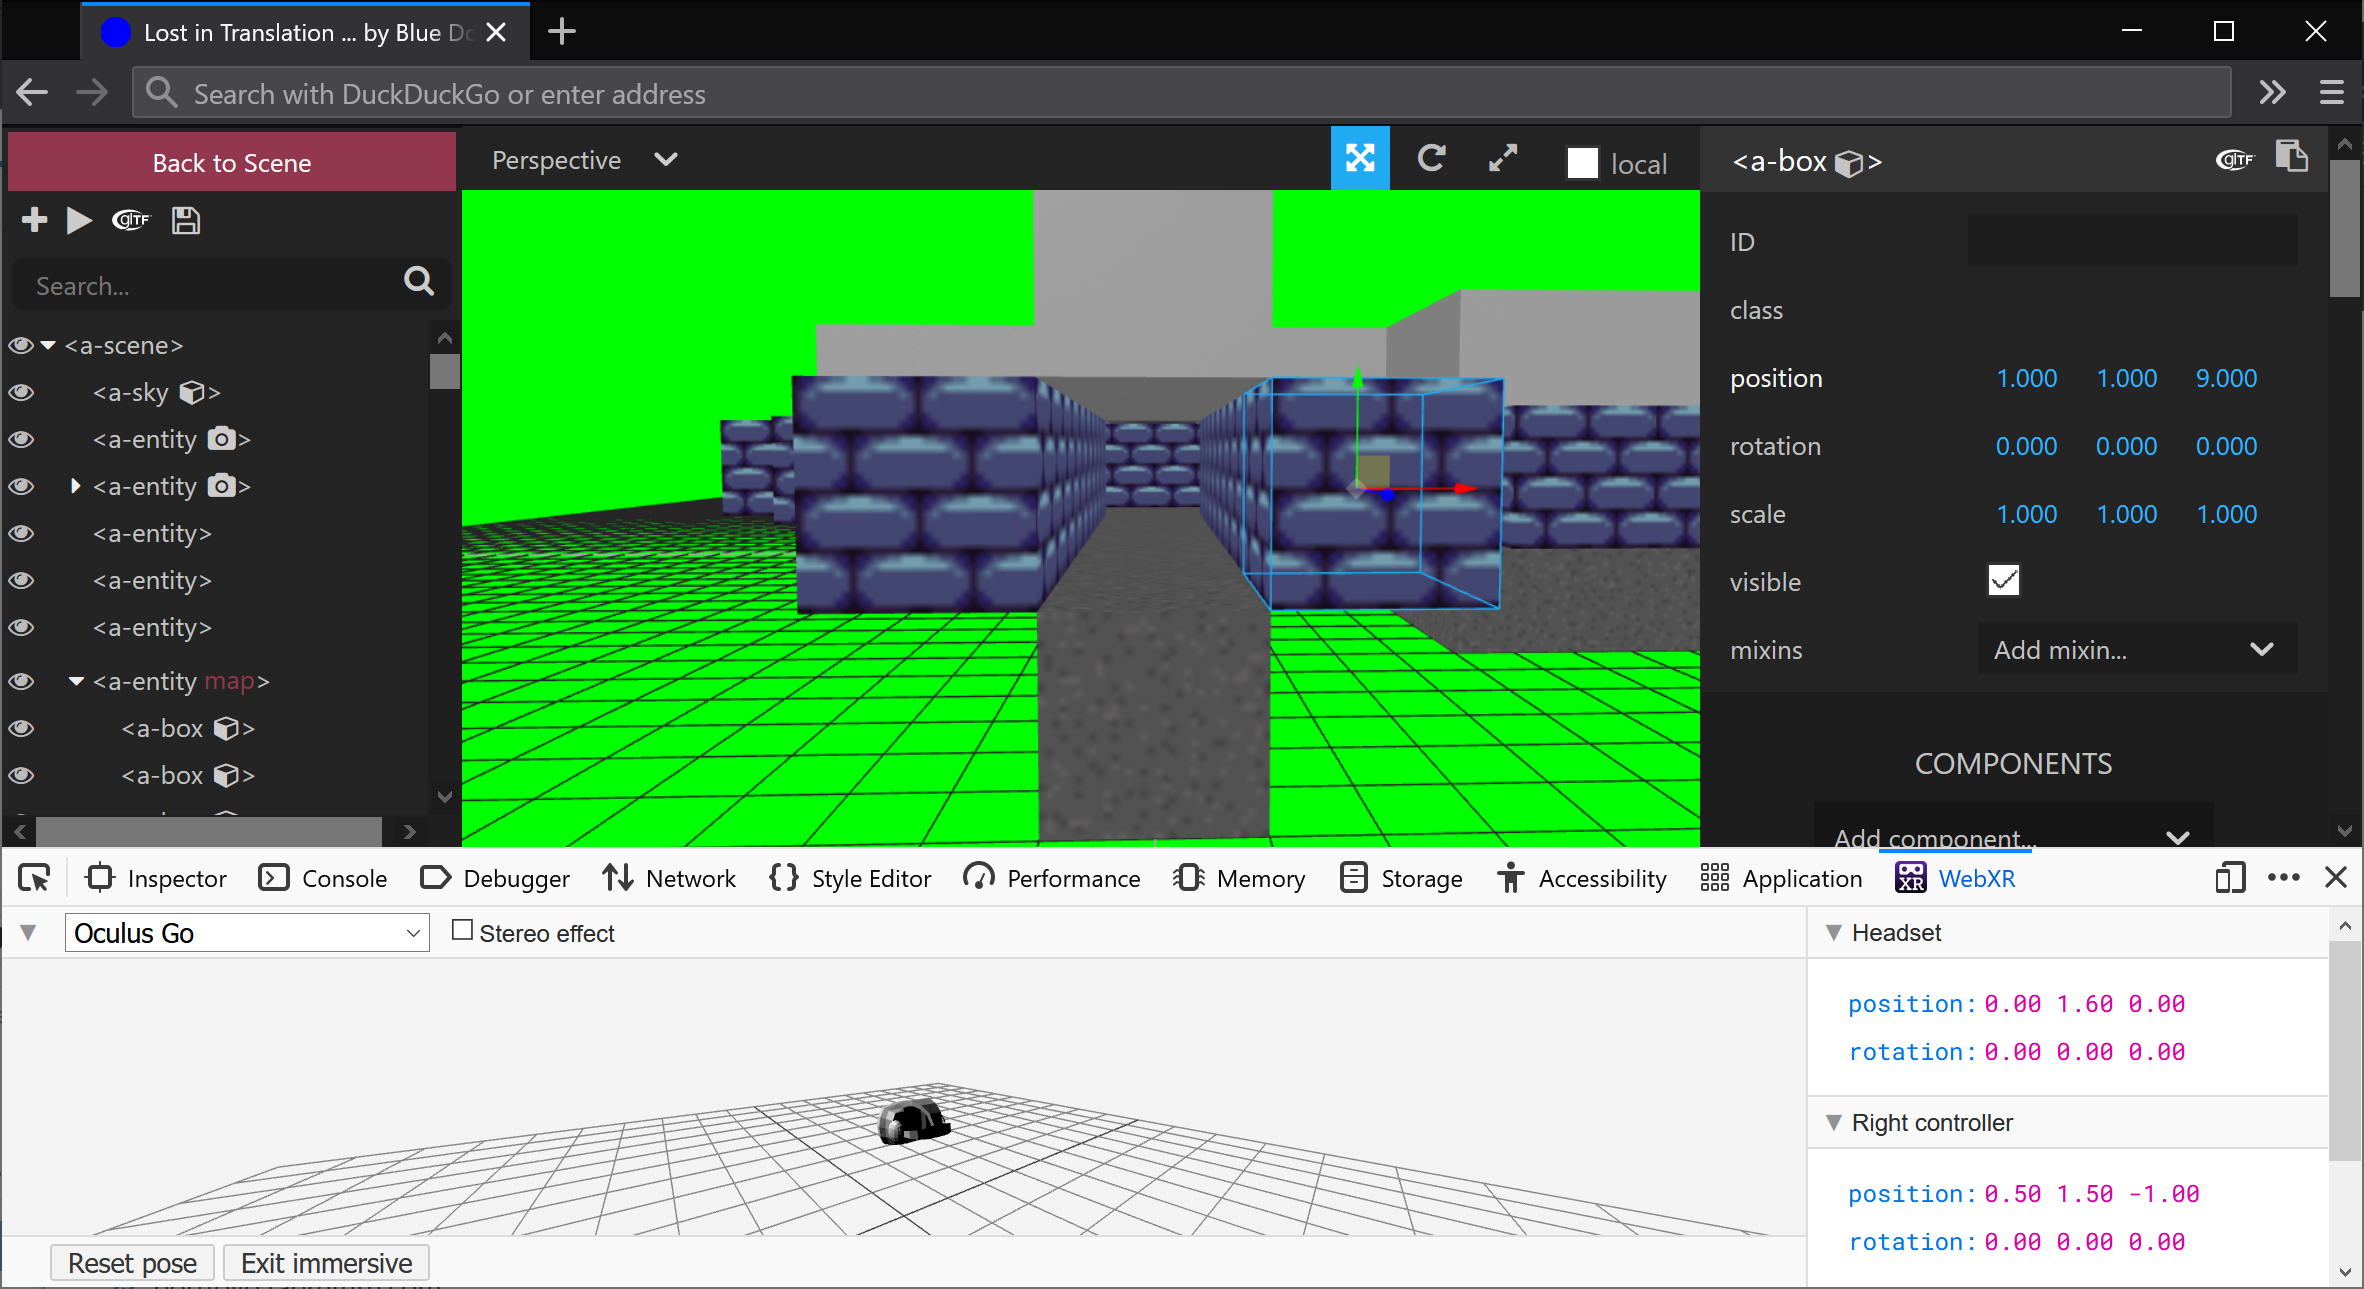 Lost in Translation ... by Blue Do
Search with DuckDuckGo or enter address
Back to Scene
Perspective
local
<a-box >
glTF
glTF
Search...
<a-scene>
<a-sky >
<a-entity >
<a-entity >
<a-entity>
<a-entity>
<a-entity>
<a-entity map>
<a-box >
<a-box >
ID
class
position 1.000 1.000 9.000
rotation 0.000 0.000 0.000
scale 1.000 1.000 1.000
visible
mixins Add mixin...
COMPONENTS
Add component...
Inspector Console Debugger Network Style Editor Performance Memory Storage Accessibility Application XR WebXR
Oculus Go Stereo effect
Headset
position: 0.00 1.60 0.00
rotation: 0.00 0.00 0.00
Right controller
position: 0.50 1.50 -1.00
rotation: 0.00 0.00 0.00
Reset pose Exit immersive